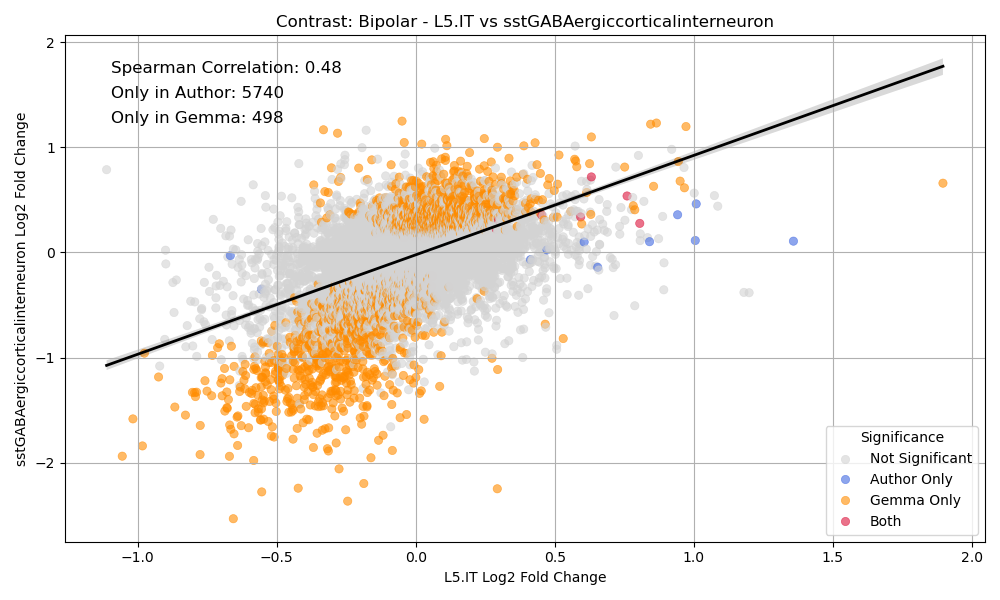 Contrast: Bipolar - L5.IT vs sstGABAergiccorticalinterneuron
Spearman Correlation: 0.48
Only in Author: 5740
Only in Gemma: 498
sstGABAergiccorticalinterneuron Log2 Fold Change
2
1
0
−1
−2
−1.0
−0.5
0.0
0.5
1.0
1.5
2.0
L5.IT Log2 Fold Change
Significance
Not Significant
Author Only
Gemma Only
Both